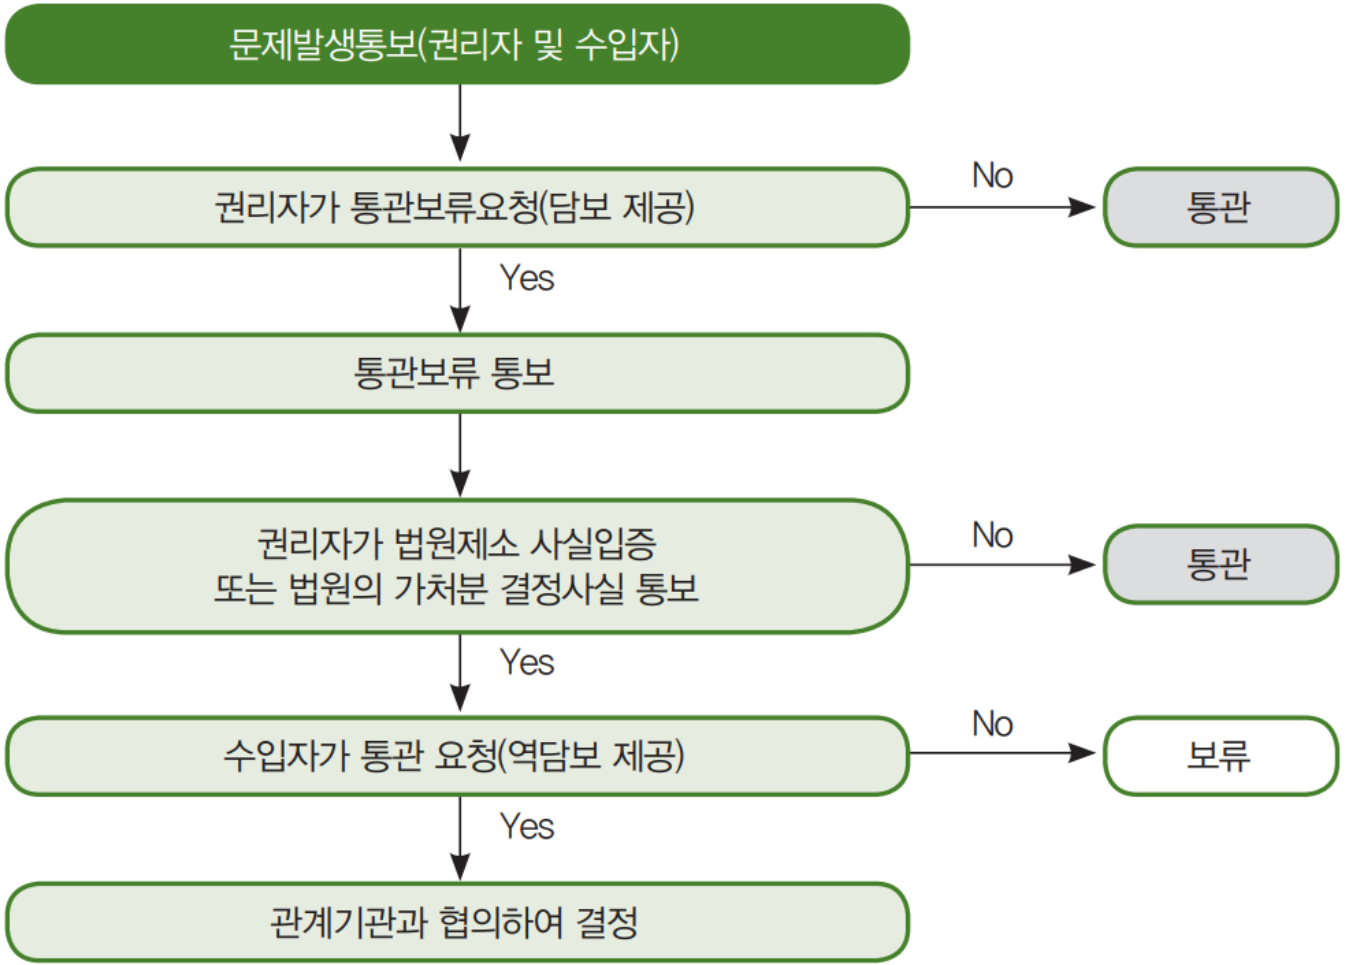 문제발생통보(권리자 및 수입자)
권리자가 통관보류요청(담보 제공)
No
통관
Yes
통관보류 통보
권리자가 법원제소 사실입증
또는 법원의 가처분 결정사실 통보
No
통관
Yes
수입자가 통관 요청(역담보 제공)
No
보류
Yes
관계기관과 협의하여 결정